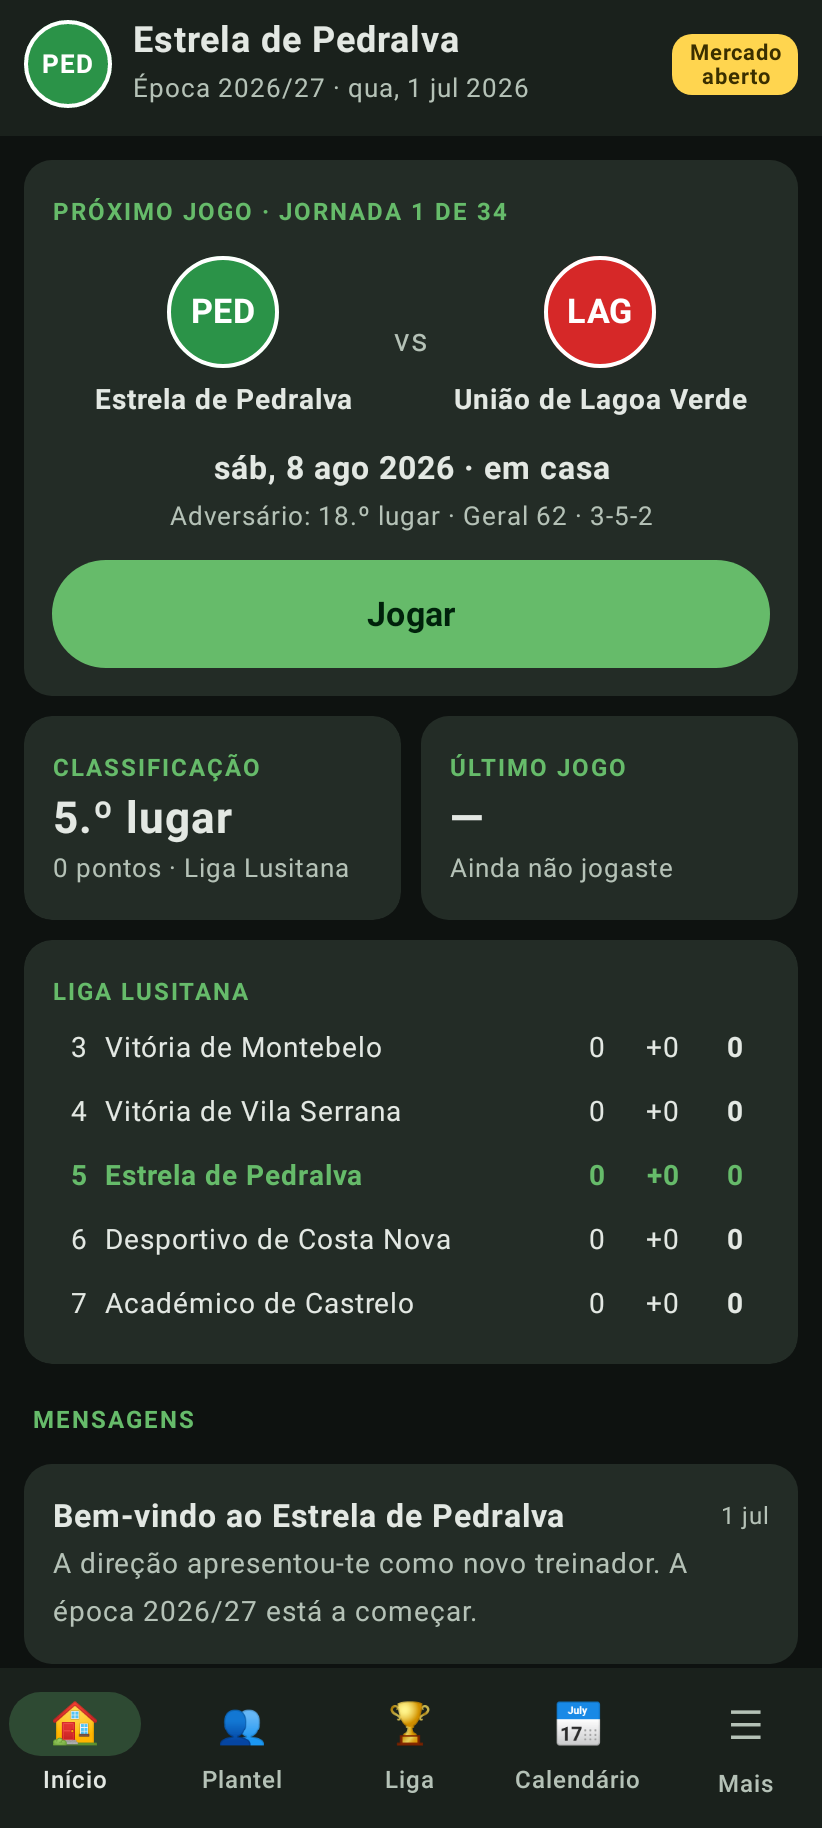 PED
Estrela de Pedralva
Época 2026/27 · qua, 1 jul 2026
Mercado
aberto
PRÓXIMO JOGO · JORNADA 1 DE 34
PED
vs
LAG
Estrela de Pedralva
União de Lagoa Verde
sáb, 8 ago 2026 · em casa
Adversário: 18.º lugar · Geral 62 · 3-5-2
Jogar
CLASSIFICAÇÃO
5.º lugar
0 pontos · Liga Lusitana
ÚLTIMO JOGO
—
Ainda não jogaste
LIGA LUSITANA
3 Vitória de Montebelo 0 +0 0
4 Vitória de Vila Serrana 0 +0 0
5 Estrela de Pedralva 0 +0 0
6 Desportivo de Costa Nova 0 +0 0
7 Académico de Castrelo 0 +0 0
MENSAGENS
Bem-vindo ao Estrela de Pedralva 1 jul
A direção apresentou-te como novo treinador. A
época 2026/27 está a começar.
July
17
Início
Plantel
Liga
Calendário
Mais